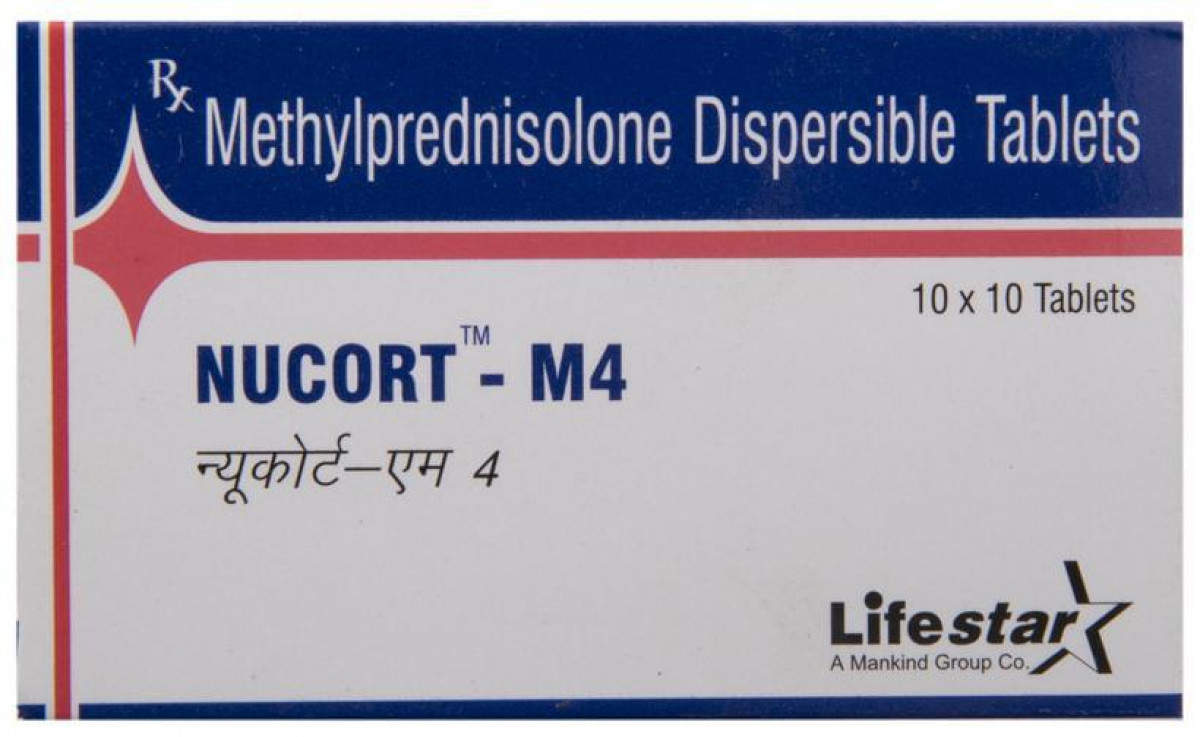 Rx Methylprednisolone Dispersible Tablets
10 x 10 Tablets
NUCORT™ - M4
न्यूकोर्ट–एम 4
Lifestar
A Mankind Group Co.